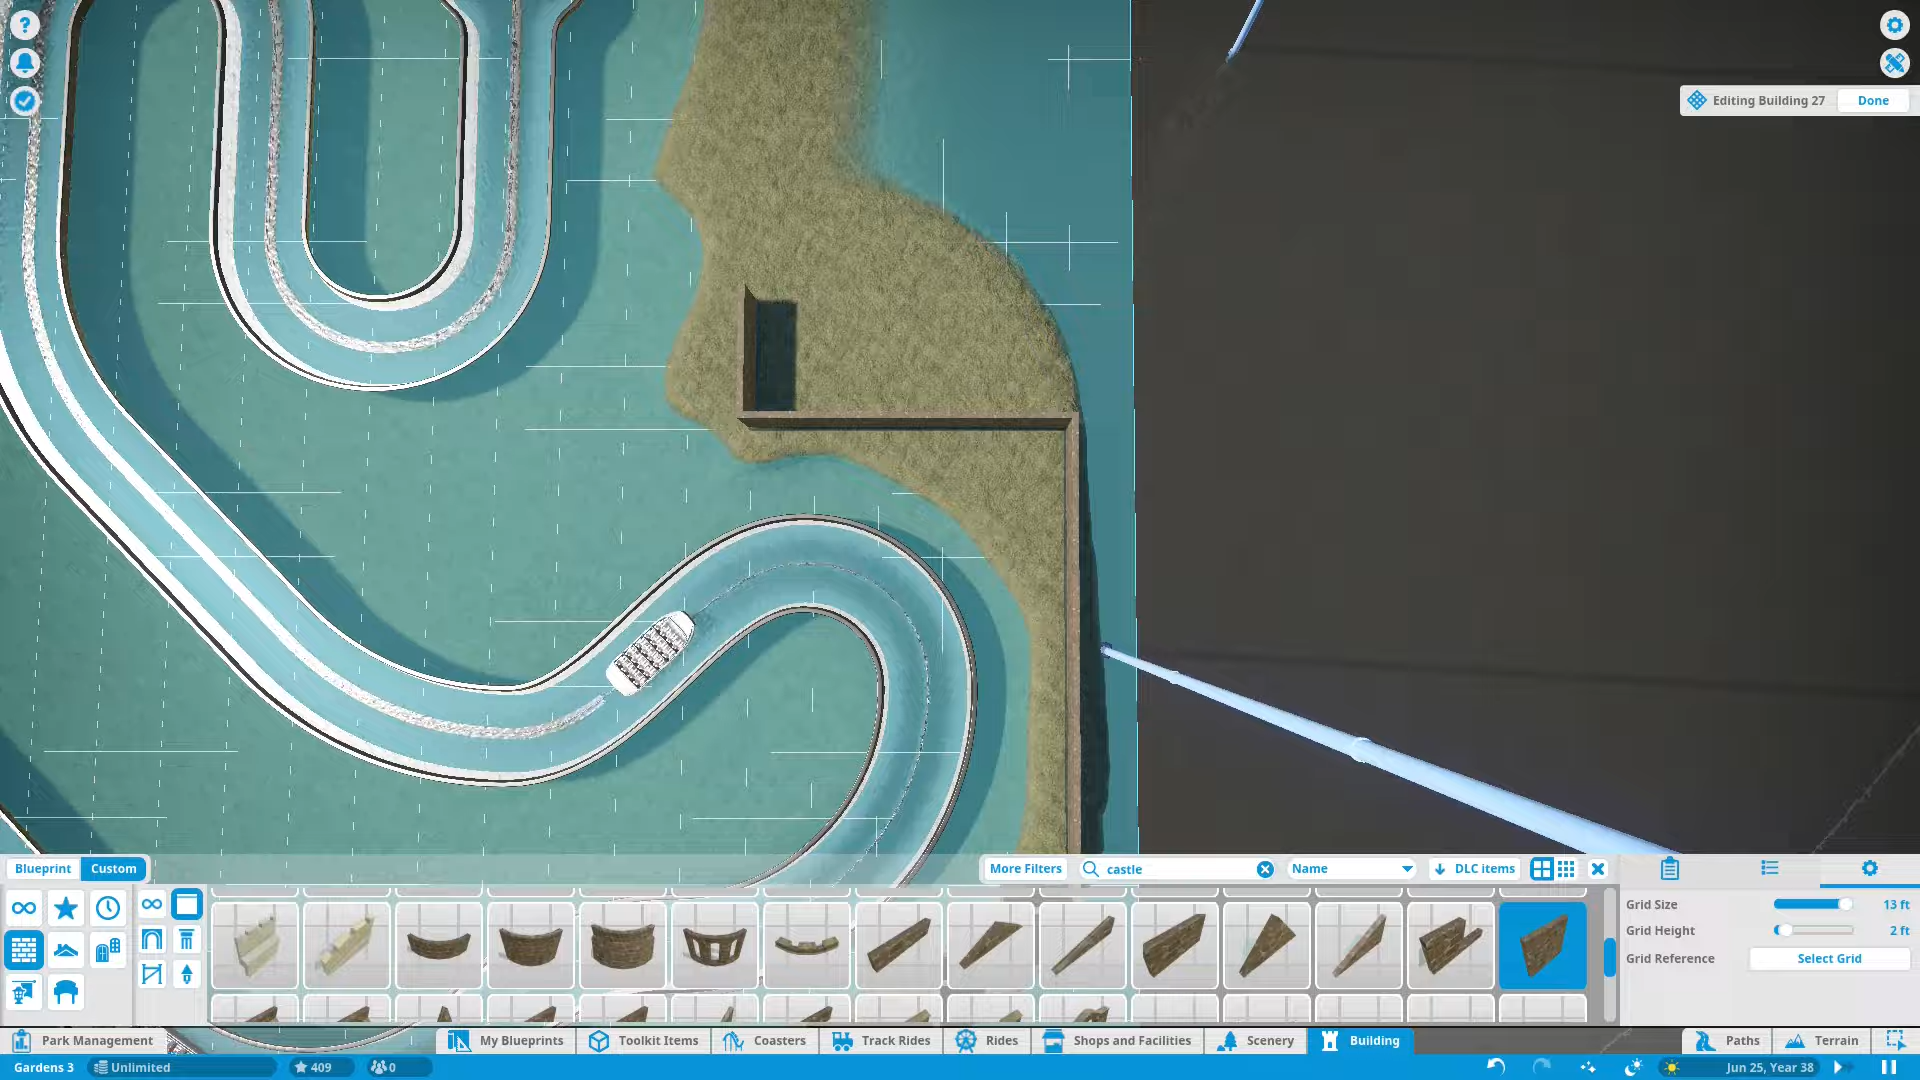 ?
Editing Building 27 Done
Blueprint Custom
More Filters castle Name DLC items
Grid Size 13 ft
Grid Height 2 ft
Grid Reference Select Grid
Park Management My Blueprints Toolkit Items Coasters Track Rides Rides Shops and Facilities Scenery Building Paths Terrain
Gardens 3 Unlimited 409 0 Jun 25, Year 38